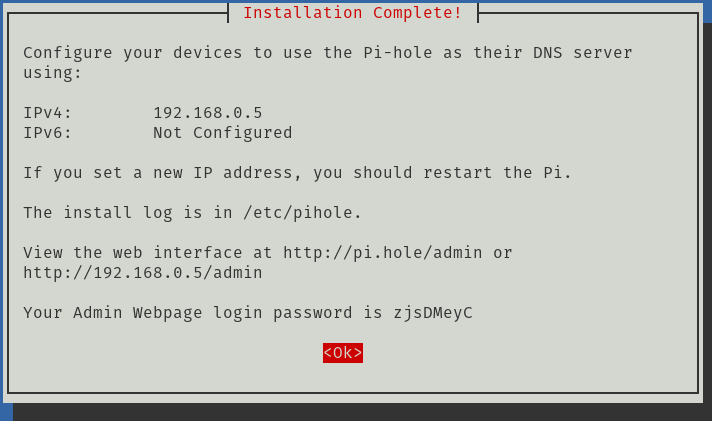 Installation Complete!
Configure your devices to use the Pi-hole as their DNS server
using:
IPv4: 192.168.0.5
IPv6: Not Configured
If you set a new IP address, you should restart the Pi.
The install log is in /etc/pihole.
View the web interface at http://pi.hole/admin or
http://192.168.0.5/admin
Your Admin Webpage login password is zjsDMeyC
<Ok>